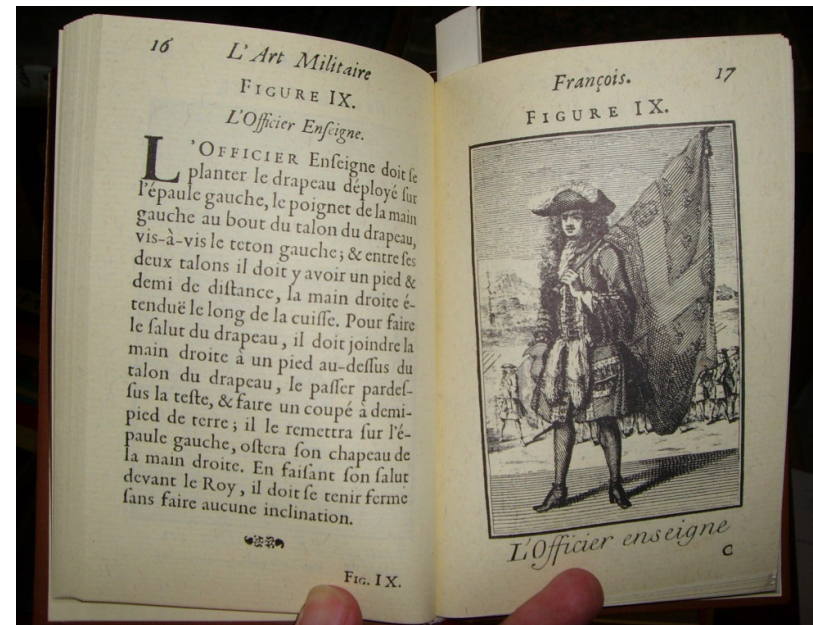 16
L'Art Militaire
FIGURE IX.
L'Officier Enſeigne.
L'OFFICIER Enſeigne doit ſe
planter le drapeau déployé ſur
l'épaule gauche, le poignet de la main
gauche au bout du talon du drapeau,
vis-à-vis le teton gauche; & entre ſes
deux talons il doit y avoir un pied &
demi de diſtance, la main droite é-
tenduë le long de la cuiſſe. Pour faire
le ſalut du drapeau, il doit joindre la
main droite à un pied au-deſſus du
talon du drapeau, le paſſer pardeſ-
ſus la teſte, & faire un coupé à demi-
pied de terre; il le remettra ſur l'é-
paule gauche, oſtera ſon chapeau de
la main droite. En faiſant ſon ſalut
devant le Roy, il doit ſe tenir ferme
ſans faire aucune inclination.
FIG. IX.
François.
17
FIGURE IX.
L'Officier enseigne
C